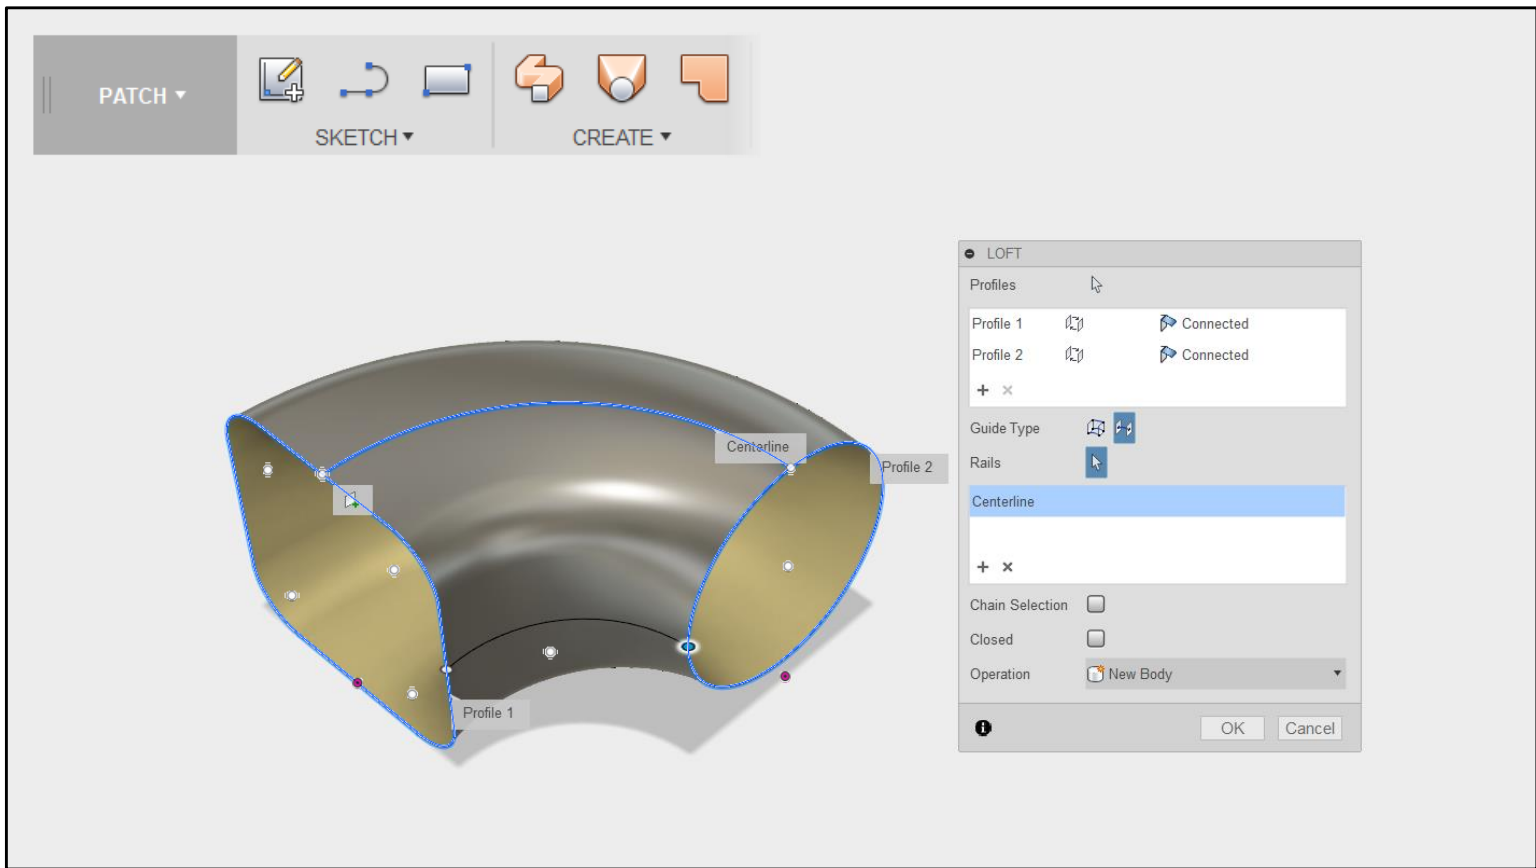 PATCH
SKETCH
CREATE
LOFT
Profiles
Profile 1 Connected
Profile 2 Connected
Guide Type
Rails
Centerline
Chain Selection
Closed
Operation New Body
OK Cancel
Centerline
Profile 2
Profile 1